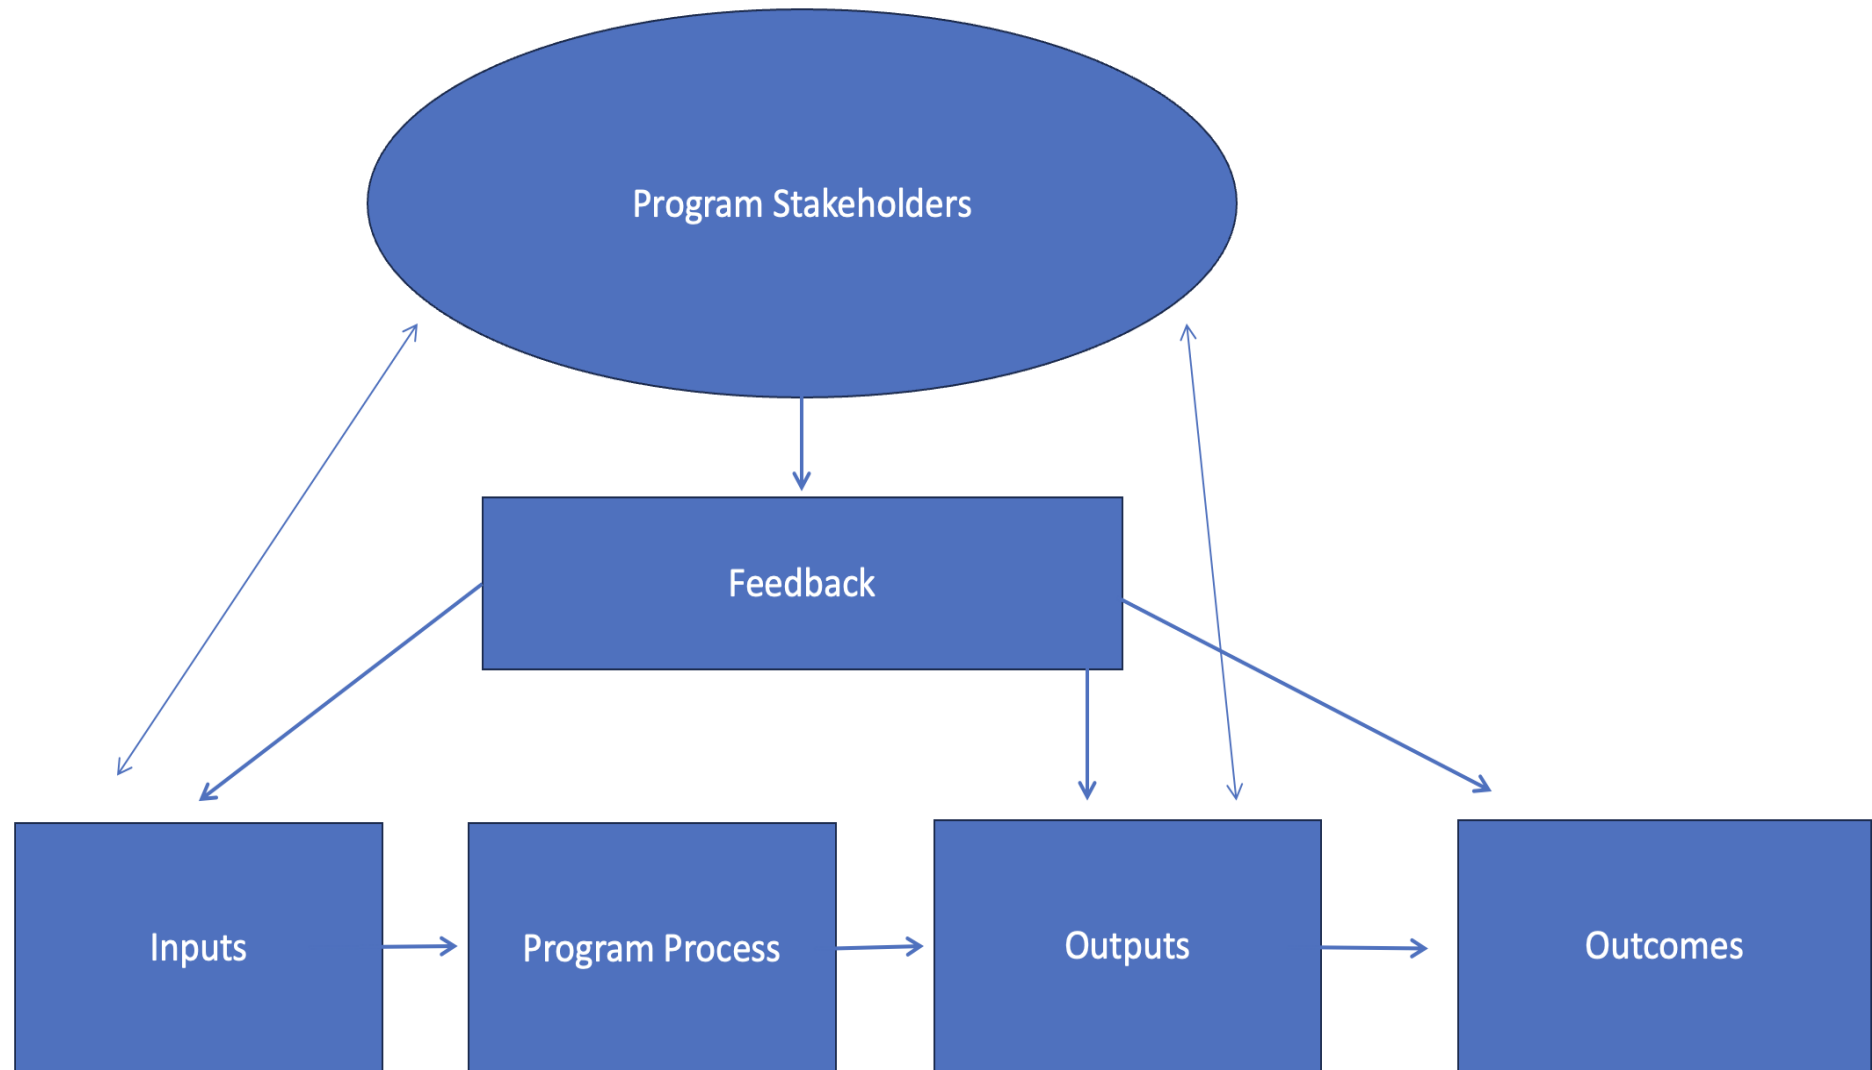 Program Stakeholders
Feedback
Inputs
Program Process
Outputs
Outcomes